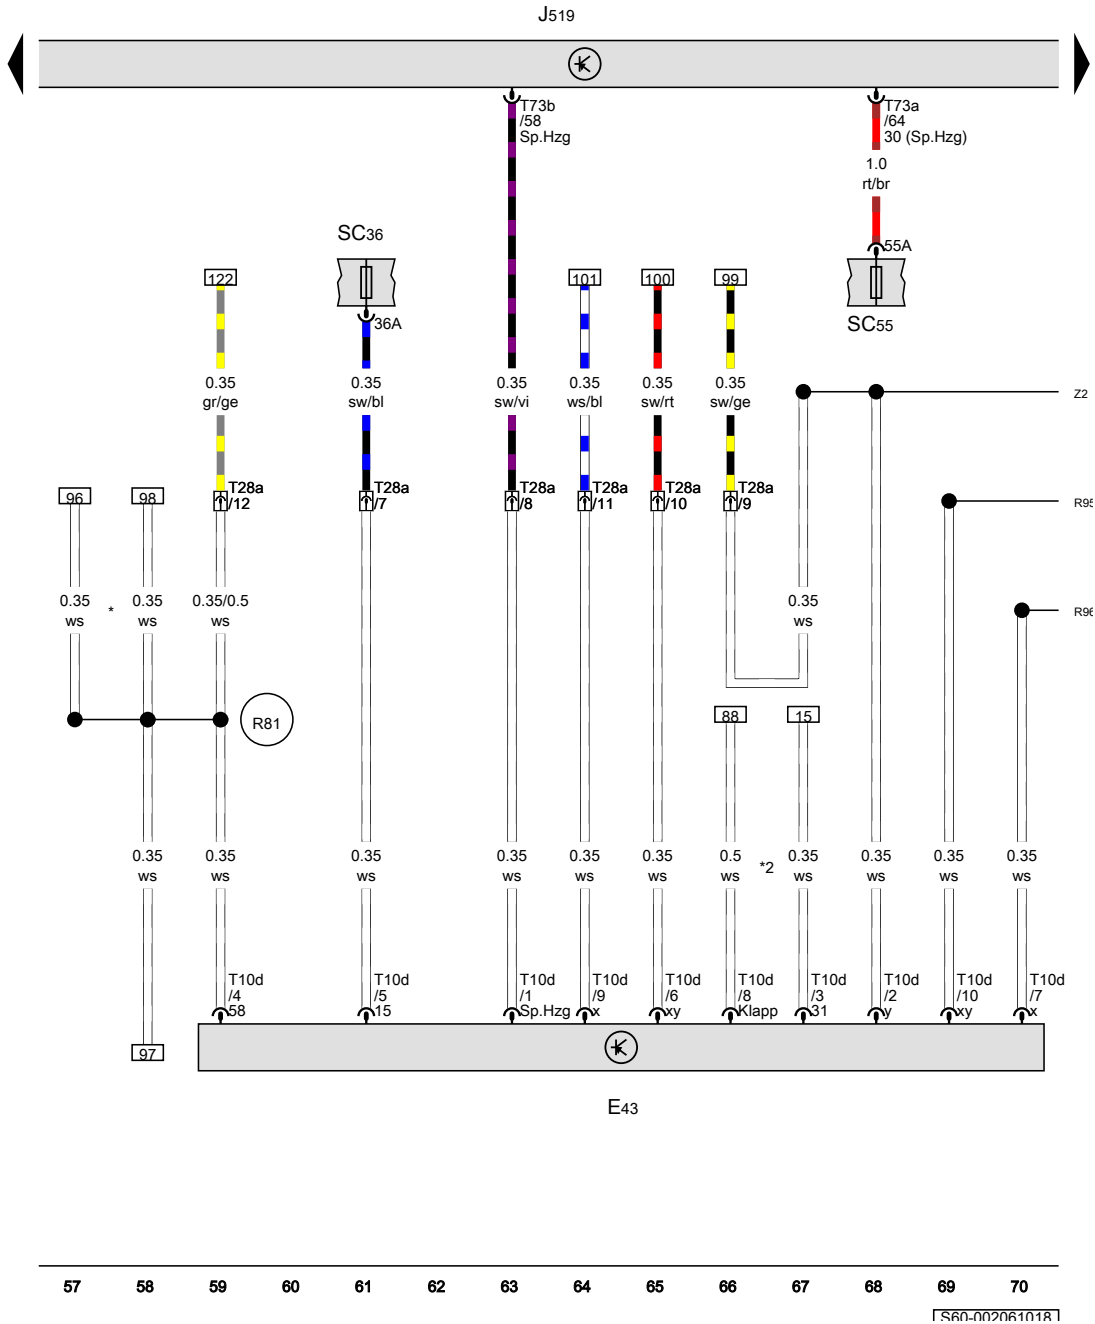 J519
T73b
/58
Sp.Hzg
T73a
/64
30 (Sp.Hzg)
1.0
rt/br
SC36
55A
122
101
100
99
36A
SC55
0.35
gr/ge
0.35
sw/bl
0.35
sw/vi
0.35
ws/bl
0.35
sw/rt
0.35
sw/ge
Z2
96
98
T28a
/12
T28a
/7
T28a
/8
T28a
/11
T28a
/10
T28a
/9
R95
0.35
ws
*
0.35
ws
0.35/0.5
ws
0.35
ws
R96
R81
88
15
0.35
ws
0.35
ws
0.35
ws
0.35
ws
0.35
ws
0.35
ws
0.5
ws
*2
0.35
ws
0.35
ws
0.35
ws
0.35
ws
T10d
/4
58
T10d
/5
15
T10d
/1
Sp.Hzg
T10d
/9
x
T10d
/6
xy
T10d
/8
Klapp
T10d
/3
31
T10d
/2
y
T10d
/10
xy
T10d
/7
x
97
E43
57 58 59 60 61 62 63 64 65 66 67 68 69 70
S60-002061018